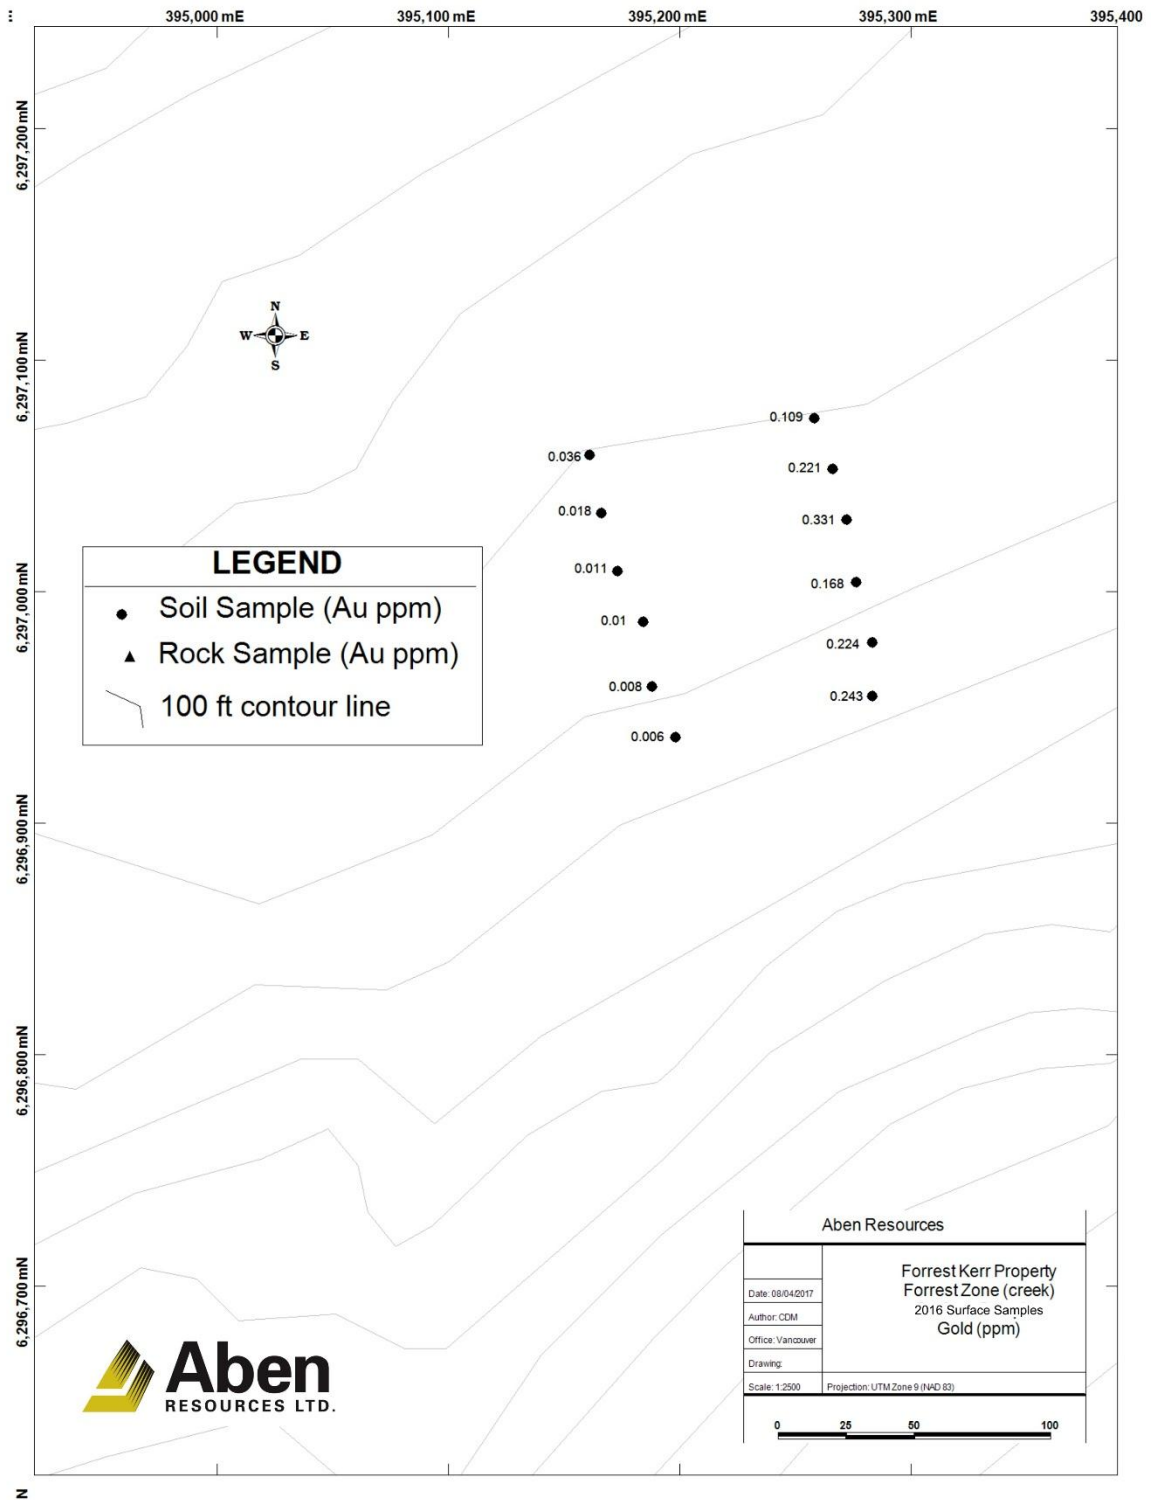 395,000 mE
395,100 mE
395,200 mE
395,300 mE
395,400
6,297,200 mN
6,297,100 mN
6,297,000 mN
6,296,900 mN
6,296,800 mN
6,296,700 mN
N
N
W
E
S
0.109
0.036
0.221
0.018
0.331
0.011
0.168
0.01
0.224
0.008
0.243
0.006
LEGEND
Soil Sample (Au ppm)
Rock Sample (Au ppm)
100 ft contour line
Aben Resources
Forrest Kerr Property
Forrest Zone (creek)
2016 Surface Samples
Gold (ppm)
Date: 08/04/2017
Author: CDM
Office: Vancouver
Drawing:
Scale: 1:2500
Projection: UTM Zone 9 (NAD 83)
0 25 50 100
Aben
RESOURCES LTD.